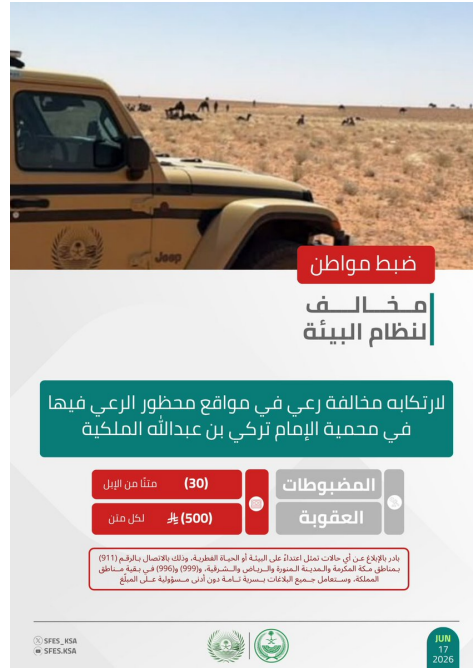 Jeep
ضبط مواطن
مخالف
لنظام البيئة
لارتكابه مخالفة رعي في مواقع محظور الرعي فيها
في محمية الإمام تركي بن عبدالله الملكية
المضبوطات
(30) متنًا من الإبل
العقوبة
(500) لكل متن
بادر بالإبلاغ عن أي حالات تمثل اعتداءً على البيئة أو الحياة الفطرية، وذلك بالاتصال بالرقم (911)
بمناطق مكة المكرمة والمدينة المنورة والرياض والشرقية، و(999) و(996) في بقية مناطق
المملكة، وستعامل جميع البلاغات بسرية تامة دون أدنى مسؤولية على المبلّغ
SFES_KSA
SFES.KSA
JUN
17
2026